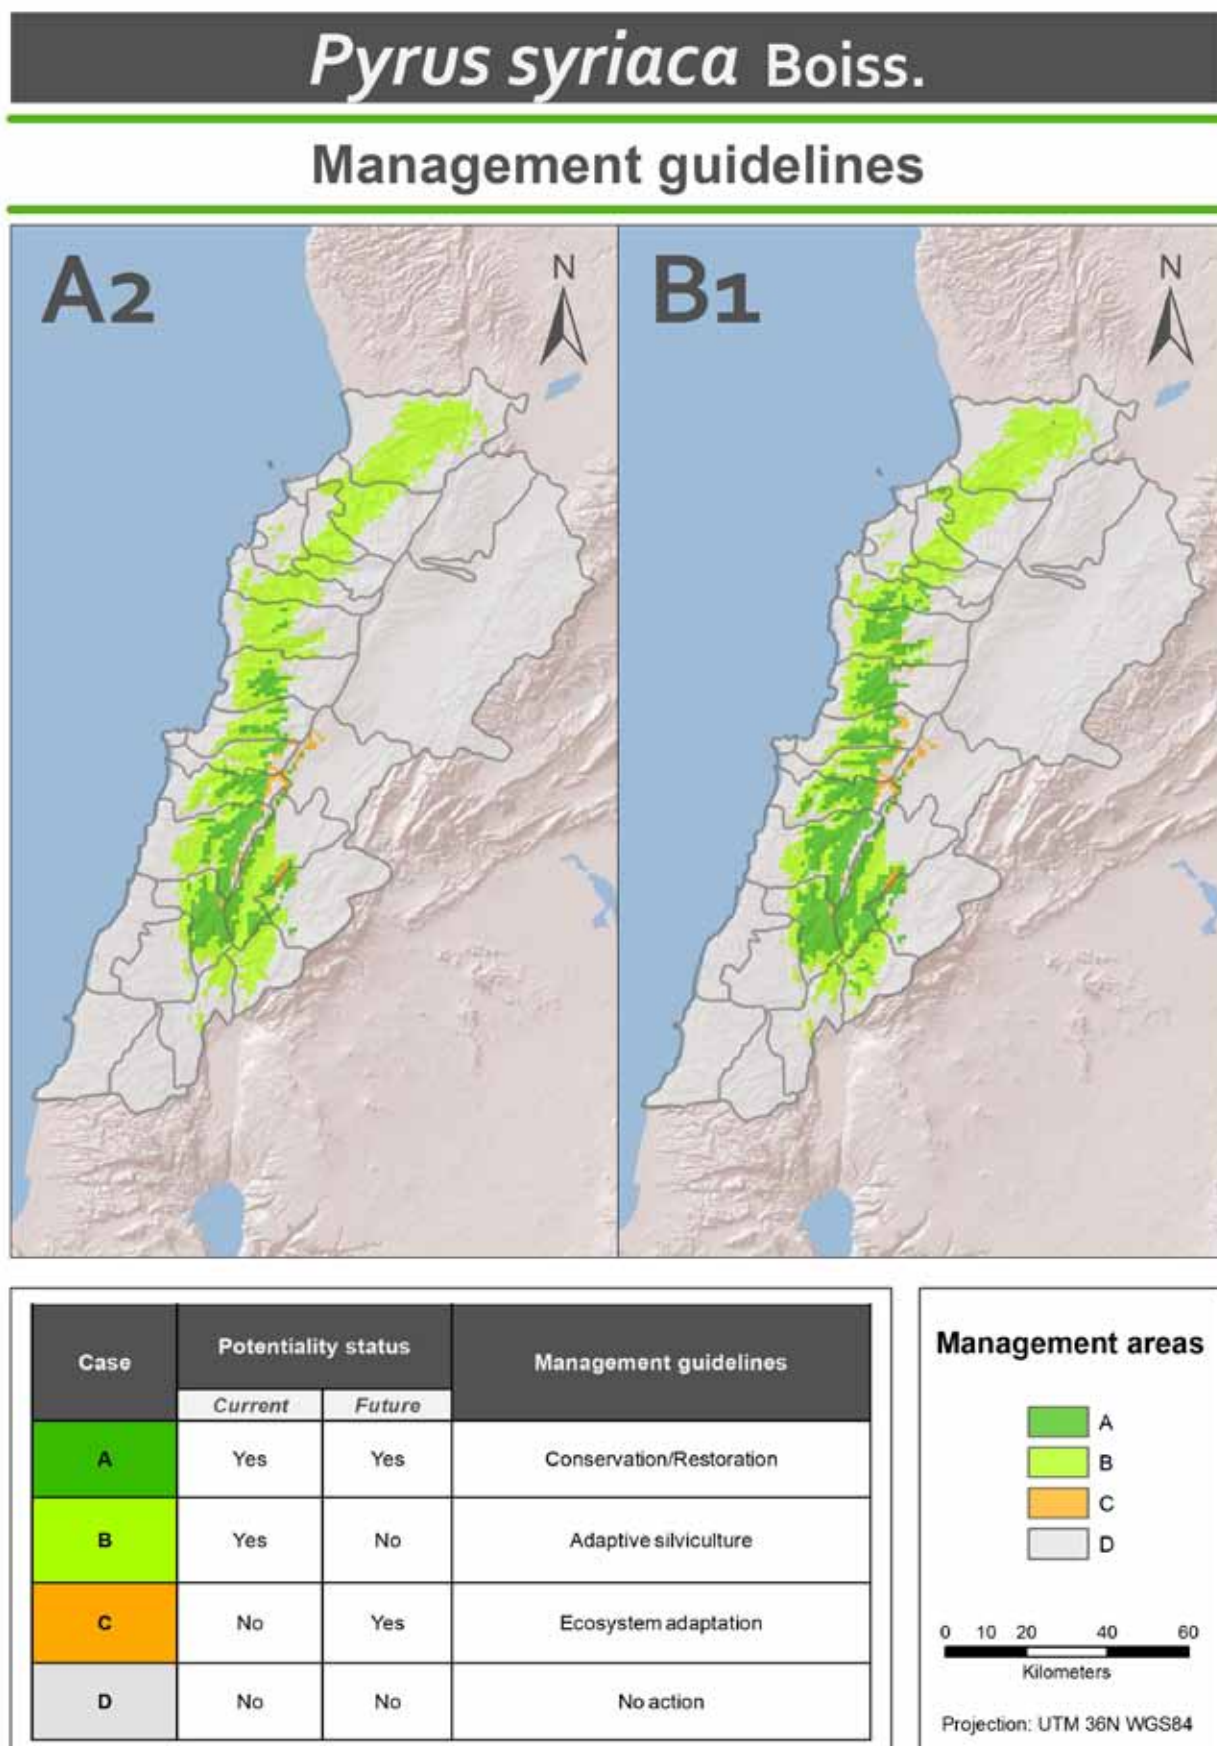 Pyrus syriaca Boiss.
Management guidelines
A2
N
B1
N
Case
Potentiality status
Management guidelines
Current
Future
A
Yes
Yes
Conservation/Restoration
B
Yes
No
Adaptive silviculture
C
No
Yes
Ecosystem adaptation
D
No
No
No action
Management areas
A
B
C
D
0 10 20 40 60
Kilometers
Projection: UTM 36N WGS84